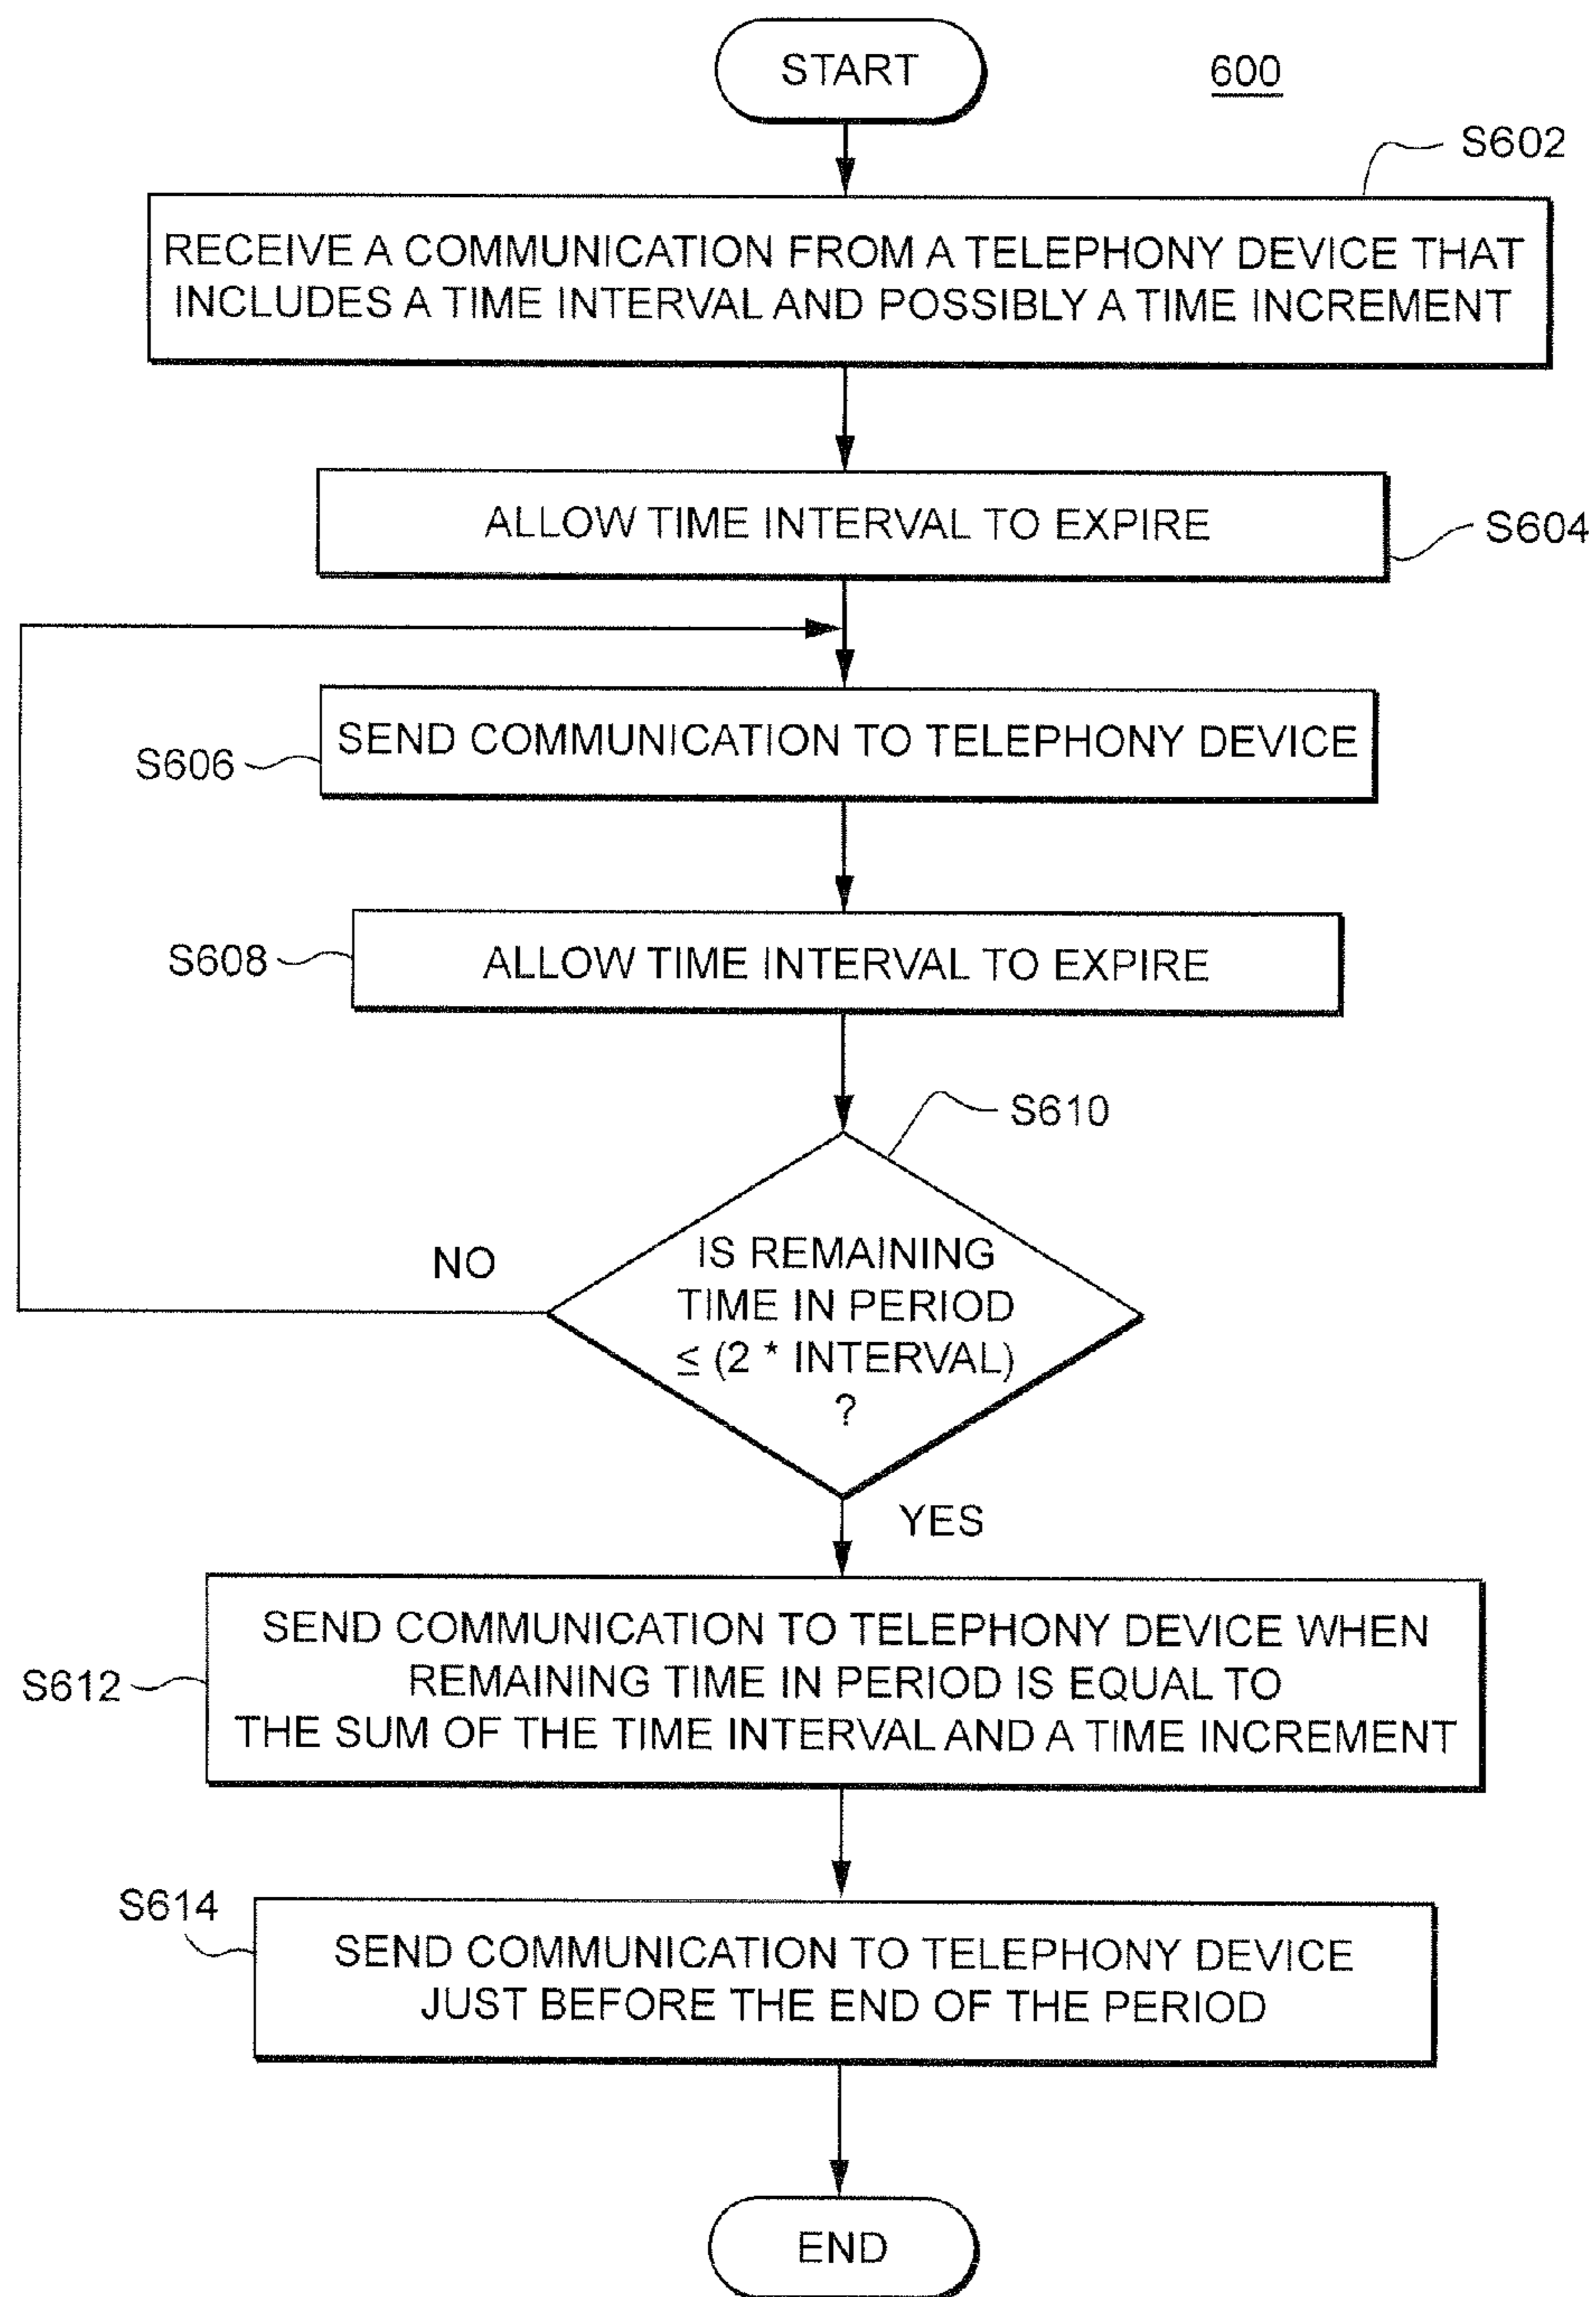 START
600
S602
RECEIVE A COMMUNICATION FROM A TELEPHONY DEVICE THAT
INCLUDES A TIME INTERVAL AND POSSIBLY A TIME INCREMENT
ALLOW TIME INTERVAL TO EXPIRE
S604
SEND COMMUNICATION TO TELEPHONY DEVICE
S606
ALLOW TIME INTERVAL TO EXPIRE
S608
S610
IS REMAINING
TIME IN PERIOD
≤ (2 * INTERVAL)
?
NO
YES
SEND COMMUNICATION TO TELEPHONY DEVICE WHEN
REMAINING TIME IN PERIOD IS EQUAL TO
THE SUM OF THE TIME INTERVAL AND A TIME INCREMENT
S612
S614
SEND COMMUNICATION TO TELEPHONY DEVICE
JUST BEFORE THE END OF THE PERIOD
END